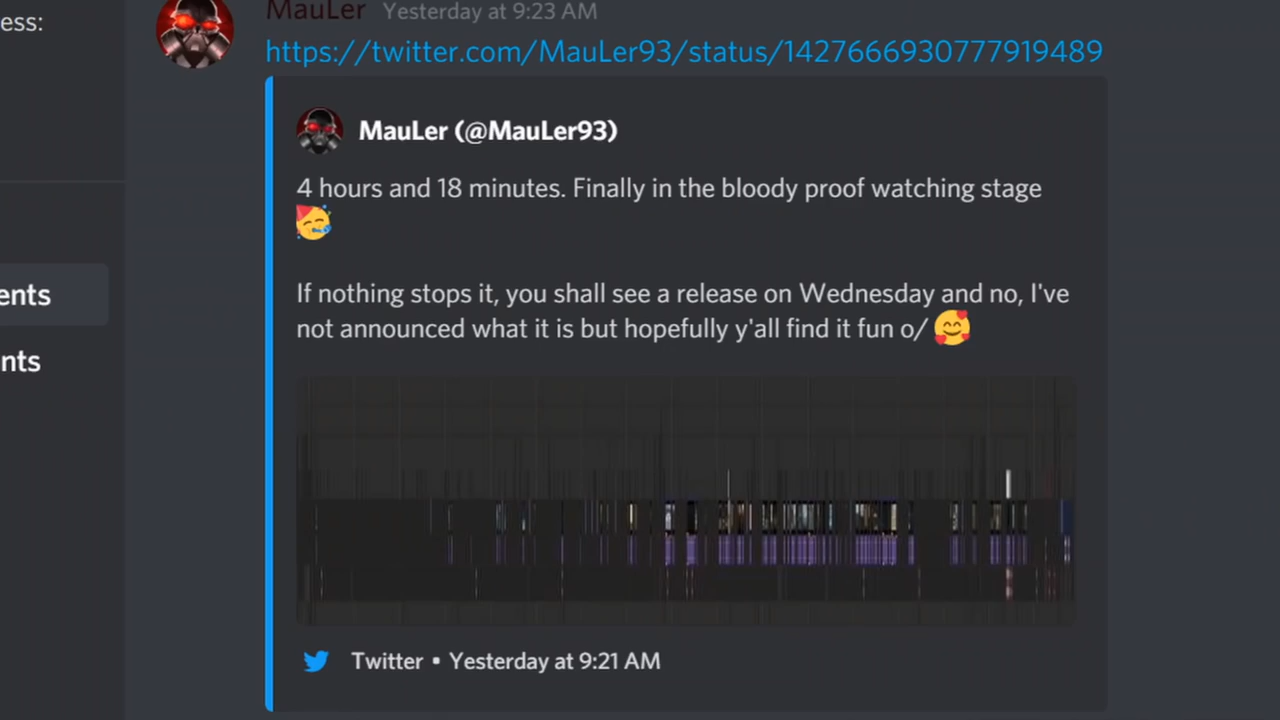 ess:
MauLer Yesterday at 9:23 AM
https://twitter.com/MauLer93/status/1427666930777919489
MauLer (@MauLer93)
4 hours and 18 minutes. Finally in the bloody proof watching stage
🥳
If nothing stops it, you shall see a release on Wednesday and no, I've
not announced what it is but hopefully y'all find it fun o/ 🥰
ents
nts
Twitter • Yesterday at 9:21 AM